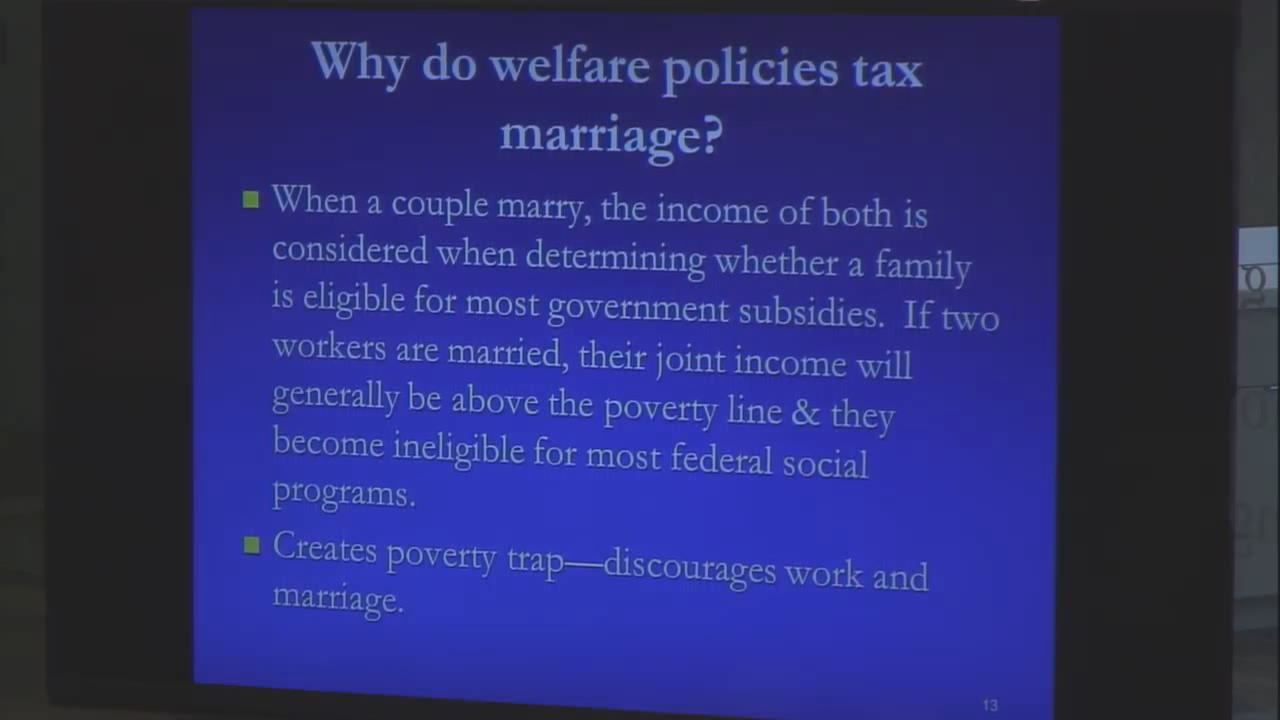 Why do welfare policies tax
marriage?
When a couple marry, the income of both is
considered when determining whether a family
is eligible for most government subsidies. If two
workers are married, their joint income will
generally be above the poverty line & they
become ineligible for most federal social
programs.
Creates poverty trap—discourages work and
marriage.
13